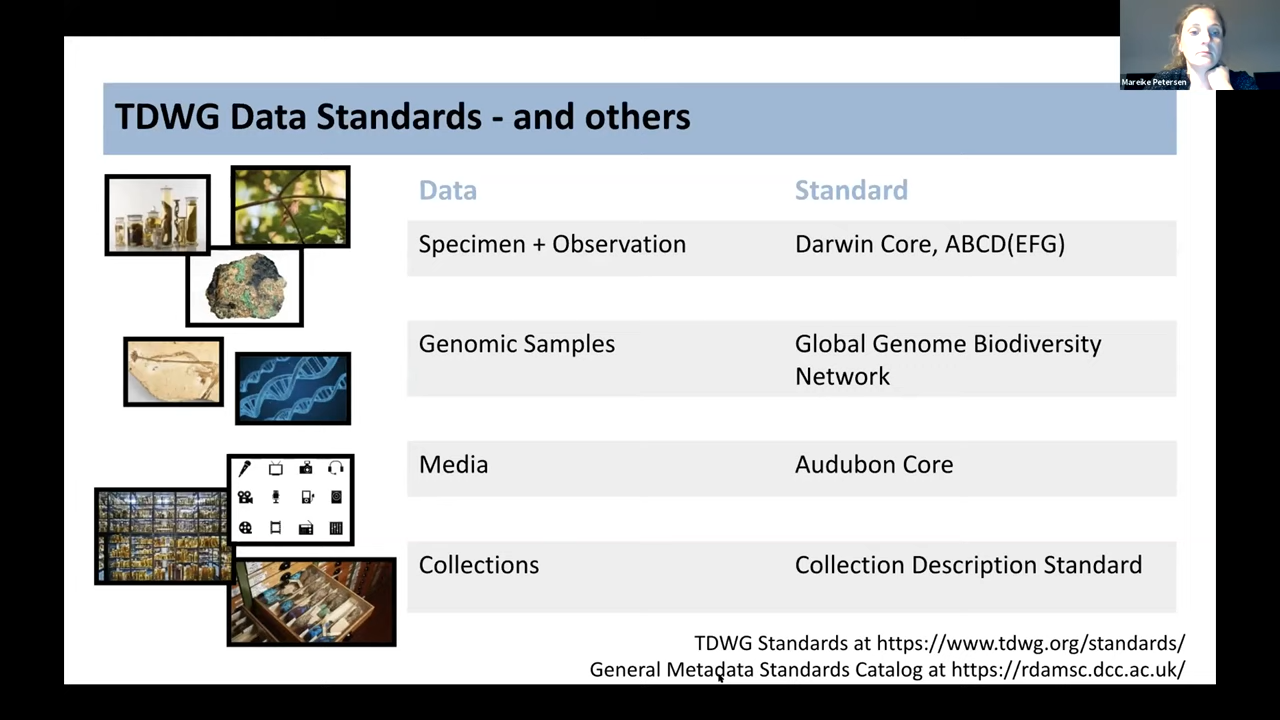 Mareike Petersen
TDWG Data Standards - and others
Data Standard
Specimen + Observation Darwin Core, ABCD(EFG)
Genomic Samples Global Genome Biodiversity
Network
Media Audubon Core
Collections Collection Description Standard
TDWG Standards at https://www.tdwg.org/standards/
General Metadata Standards Catalog at https://rdamsc.dcc.ac.uk/